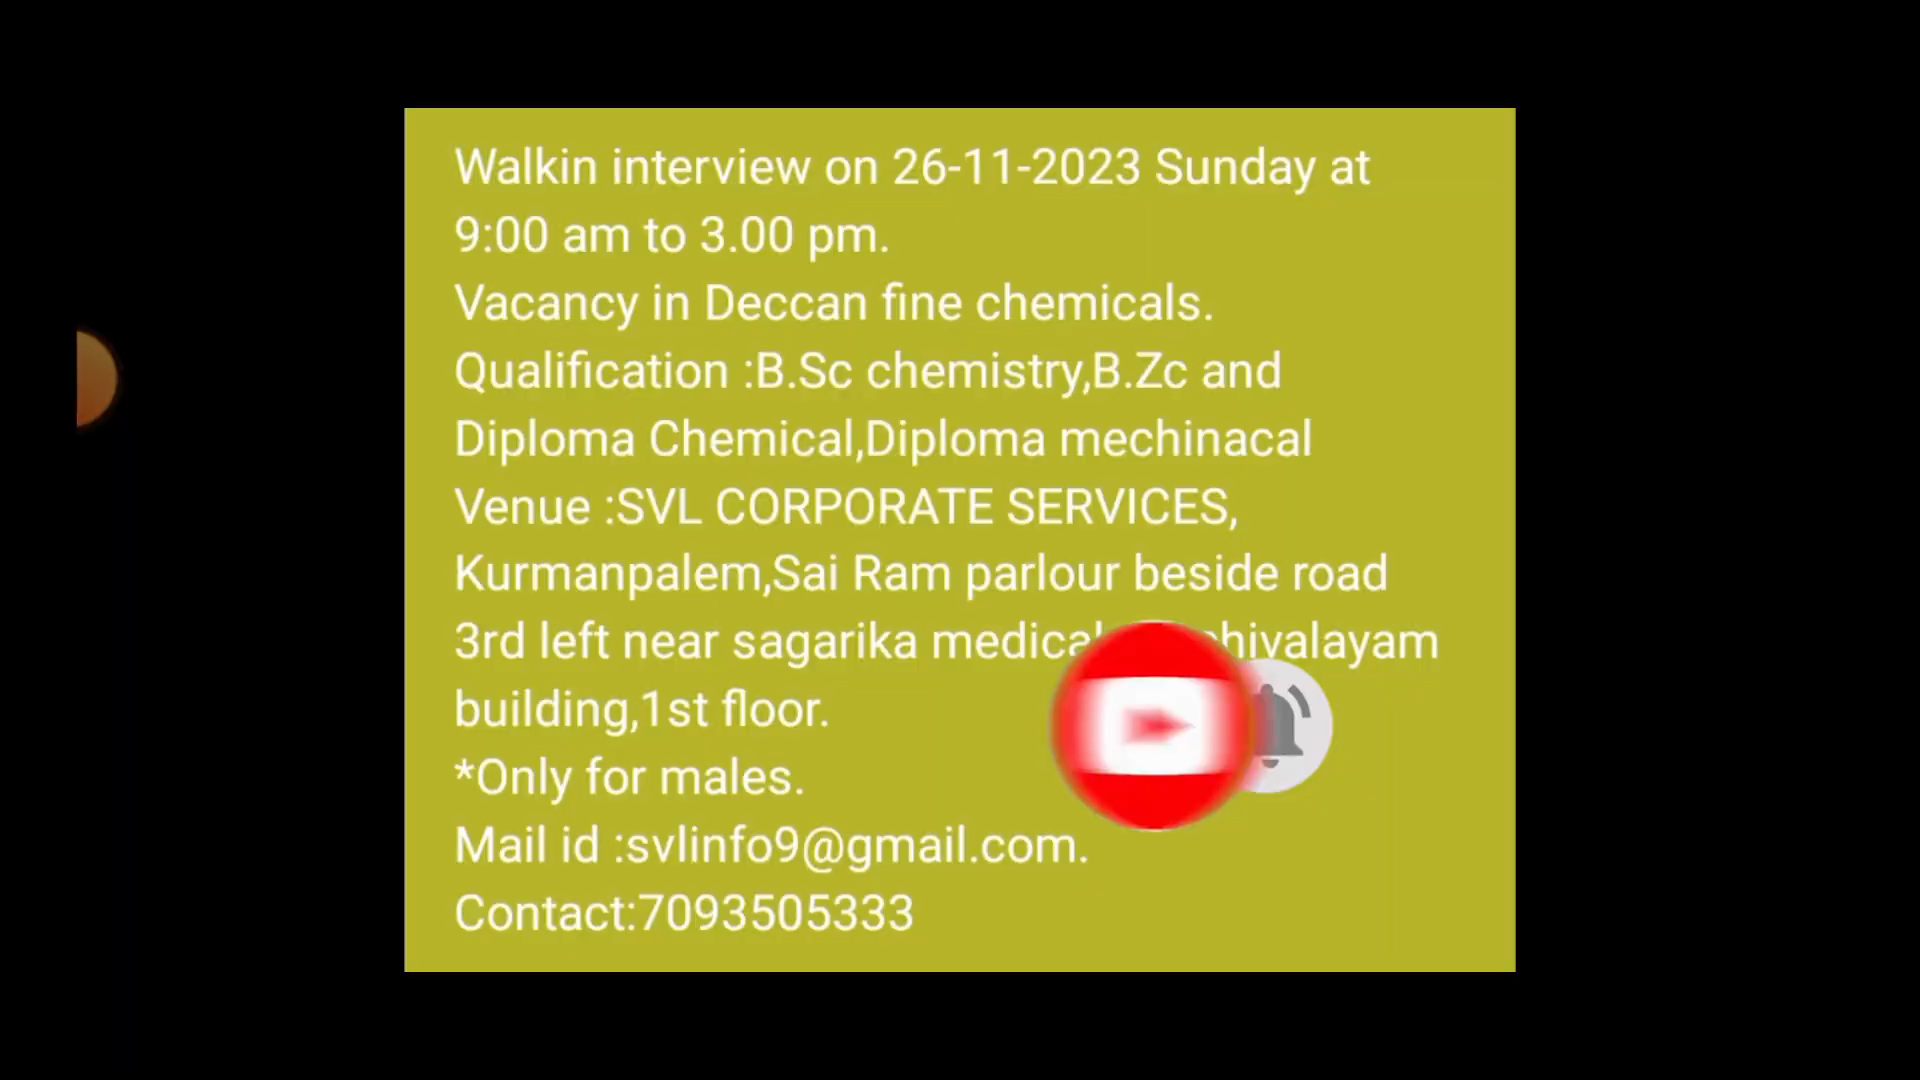 Walkin interview on 26-11-2023 Sunday at
9:00 am to 3.00 pm.
Vacancy in Deccan fine chemicals.
Qualification :B.Sc chemistry,B.Zc and
Diploma Chemical,Diploma mechinacal
Venue :SVL CORPORATE SERVICES,
Kurmanpalem,Sai Ram parlour beside road
3rd left near sagarika medical
building,1st floor.
*Only for males.
Mail id :svlinfo9@gmail.com.
Contact:7093505333